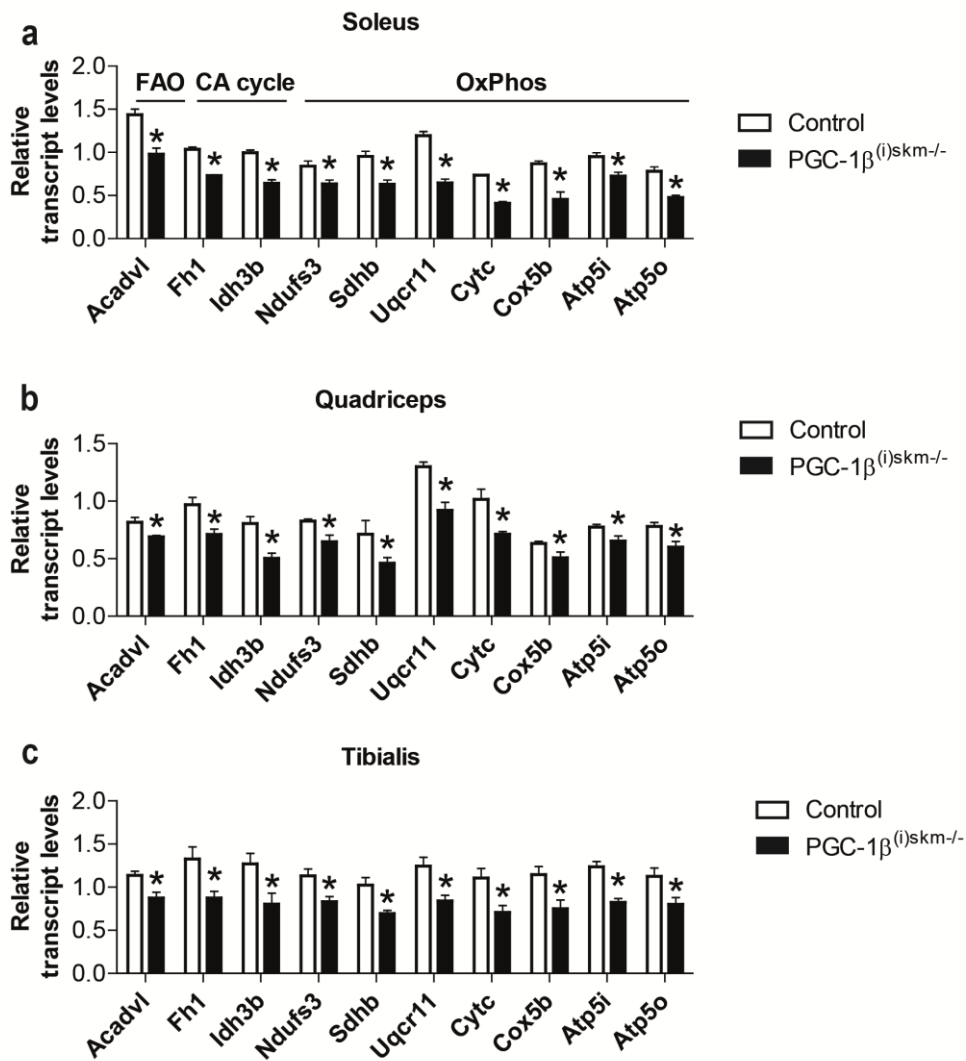 a
Soleus
FAO CA cycle OxPhos
Relative
transcript levels
2.0
1.5
1.0
0.5
0.0
* * * * * * * * * *
Acadvl Fh1 Idh3b Ndufs3 Sdhb Uqcr11 Cytc Cox5b Atp5i Atp5o
Control
PGC-1β(i)skm-/-
b
Quadriceps
Relative
transcript levels
1.5
1.0
0.5
0.0
* * * * * * * * * *
Acadvl Fh1 Idh3b Ndufs3 Sdhb Uqcr11 Cytc Cox5b Atp5i Atp5o
Control
PGC-1β(i)skm-/-
c
Tibialis
Relative
transcript levels
2.0
1.5
1.0
0.5
0.0
* * * * * * * * * *
Acadvl Fh1 Idh3b Ndufs3 Sdhb Uqcr11 Cytc Cox5b Atp5i Atp5o
Control
PGC-1β(i)skm-/-